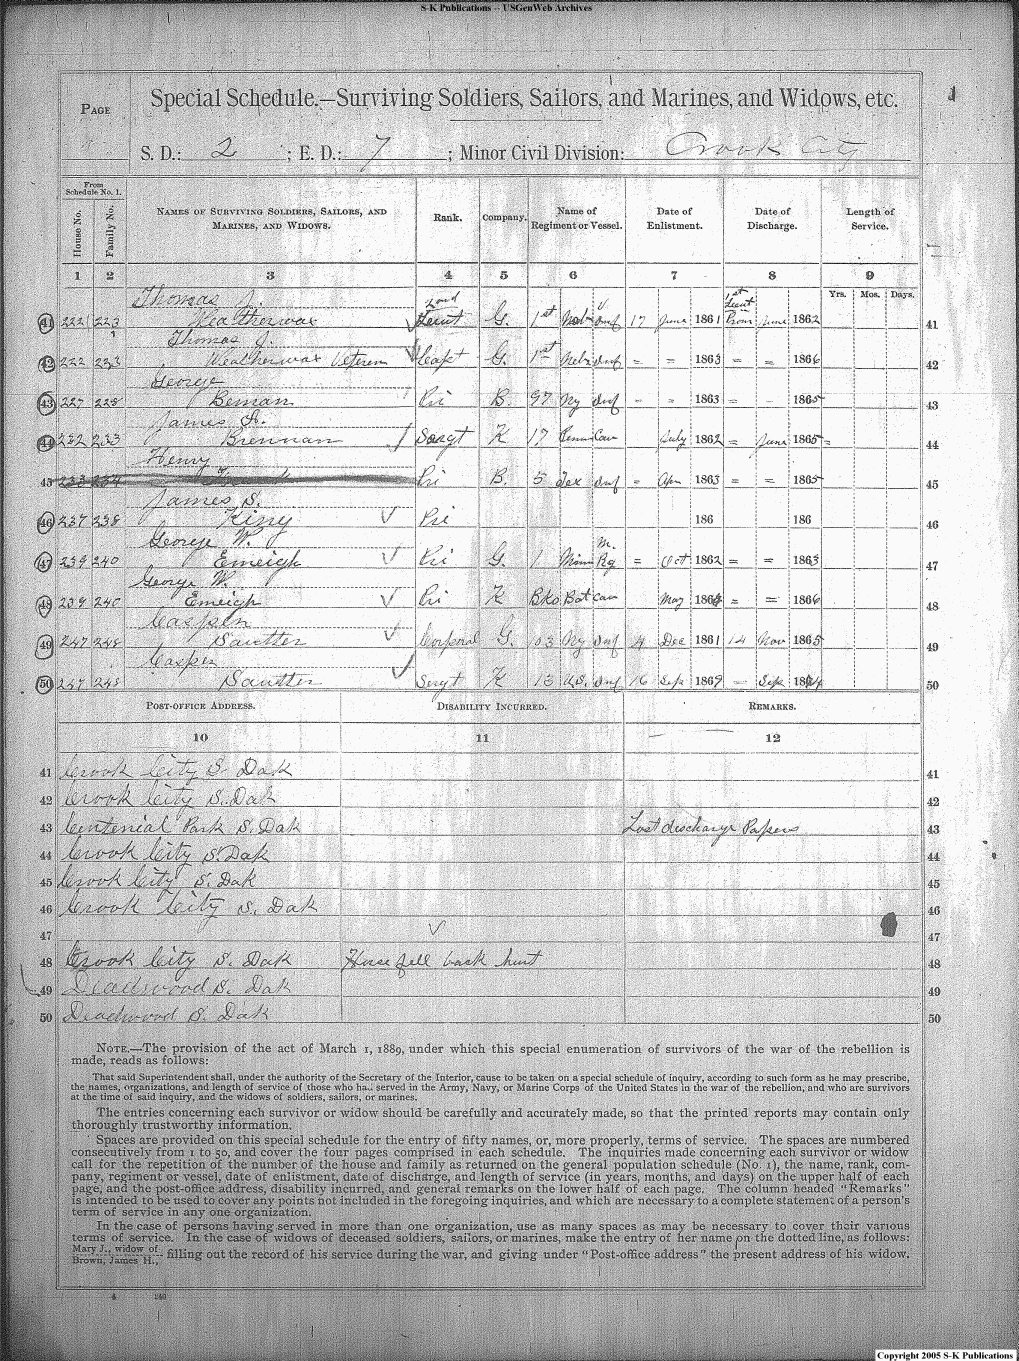 S-K Publications -- USGenWeb Archives
PAGE
Special Schedule.—Surviving Soldiers, Sailors, and Marines, and Widows, etc.
S. D.: 2 ; E. D.: 7 ; Minor Civil Division: Crook City
From Schedule No. 1.
House No. Family No. NAMES OF SURVIVING SOLDIERS, SAILORS, AND MARINES, AND WIDOWS. Rank. Company. Name of Regiment or Vessel. Date of Enlistment. Date of Discharge. Length of Service.
1 2 3 4 5 6 7 8 9
Yrs. Mos. Days.
Thomas J. 2nd 1st Lieut
41 222 223 Weatherwax Lieut G. 1st Neb Inf 17 June 1861 Prom June 1862 41
Thomas J.
42 222 223 Weatherwax Veteren Capt G. 1st Neb Inf = = 1863 = = 1866 42
George
43 227 228 Beman Pri B. 97 Ny Inf - - 1863 = - 1865 43
James A.
44 232 233 Brennan Sargt K 17 Penn Cav July 1862 = June 1865 = 44
Henry
45 233 234 Pri B. 5 Tex Inf = Apr 1863 = = 1865 45
James S.
46 237 238 King Pri 186 186 46
George W. M.
47 239 240 Emeigh Pri G. 1 Minn Rg = Oct 1862 = = 1863 47
George W.
48 239 240 Emeigh Pri K Bks Bat Cav May 186 = = 1866 48
Caspen
49 247 248 Sautter Corporal G. 103 Ny Inf 4 Dec 1861 14 Nov 1865 49
Casper
50 247 248 Sautter Sergt K 13 U.S. Inf 16 Sep 1869 — Sep 18 50
POST-OFFICE ADDRESS. DISABILITY INCURRED. REMARKS.
10 11 12
41 Crook City S. Dak 41
42 Crook City S. Dak 42
43 Centenial Park S. Dak Lost discharge Papers 43
44 Crook City S. Dak 44
45 Crook City S. Dak 45
46 Crook City S. Dak 46
47 47
48 Crook City S. Dak Horse fell back hurt 48
49 Deadwood S. Dak 49
50 Deadwood S. Dak 50
NOTE.—The provision of the act of March 1, 1889, under which this special enumeration of survivors of the war of the rebellion is
made, reads as follows:
That said Superintendent shall, under the authority of the Secretary of the Interior, cause to be taken on a special schedule of inquiry, according to such form as he may prescribe,
the names, organizations, and length of service of those who had served in the Army, Navy, or Marine Corps of the United States in the war of the rebellion, and who are survivors
at the time of said inquiry, and the widows of soldiers, sailors, or marines.
The entries concerning each survivor or widow should be carefully and accurately made, so that the printed reports may contain only
thoroughly trustworthy information.
Spaces are provided on this special schedule for the entry of fifty names, or, more properly, terms of service. The spaces are numbered
consecutively from 1 to 50, and cover the four pages comprised in each schedule. The inquiries made concerning each survivor or widow
call for the repetition of the number of the house and family as returned on the general population schedule (No. 1), the name, rank, com-
pany, regiment or vessel, date of enlistment, date of discharge, and length of service (in years, months, and days) on the upper half of each
page, and the post-office address, disability incurred, and general remarks on the lower half of each page. The column headed "Remarks"
is intended to be used to cover any points not included in the foregoing inquiries, and which are necessary to a complete statement of a person's
term of service in any one organization.
In the case of persons having served in more than one organization, use as many spaces as may be necessary to cover their various
terms of service. In the case of widows of deceased soldiers, sailors, or marines, make the entry of her name on the dotted line, as follows:
Mary J., widow of
Brown, James H., filling out the record of his service during the war, and giving under "Post-office address" the present address of his widow.
Copyright 2005 S-K Publications